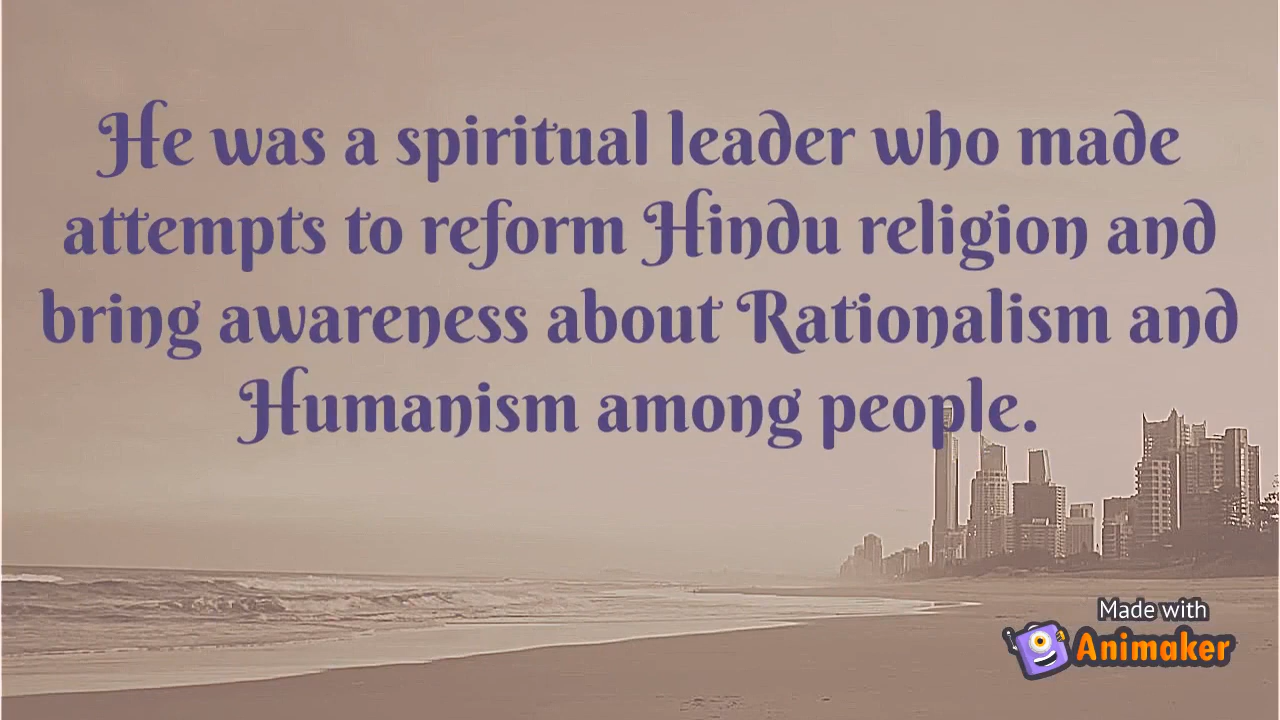 He was a spiritual leader who made
attempts to reform Hindu religion and
bring awareness about Rationalism and
Humanism among people.
Made with
Animaker